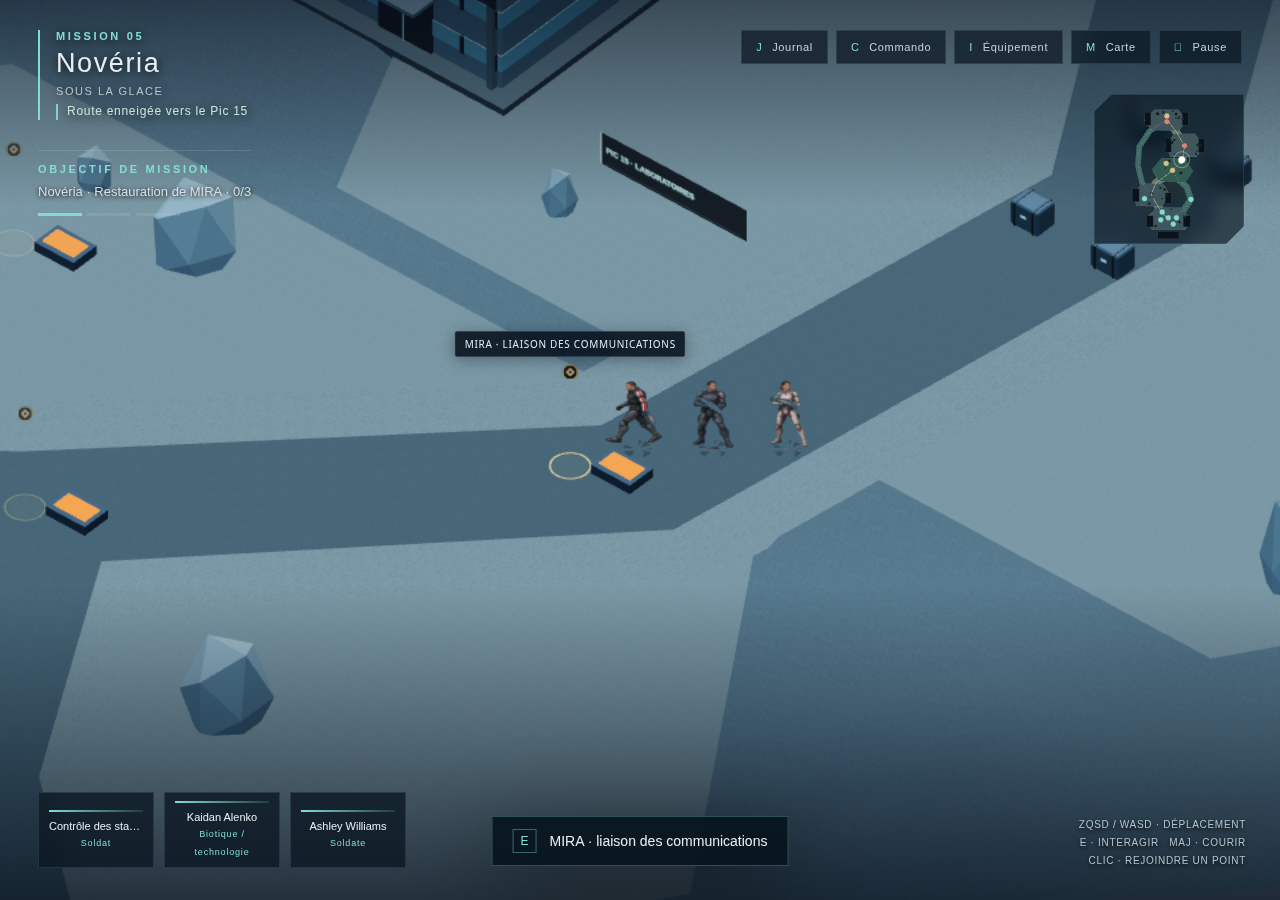 MISSION 05
Novéria
SOUS LA GLACE
Route enneigée vers le Pic 15
J Journal
C Commando
I Équipement
M Carte
Pause
OBJECTIF DE MISSION
Novéria · Restauration de MIRA · 0/3
PIC 15 · LABORATOIRES
MIRA · LIAISON DES COMMUNICATIONS
Contrôle des sta…
Soldat
Kaidan Alenko
Biotique /
technologie
Ashley Williams
Soldate
E MIRA · liaison des communications
ZQSD / WASD · DÉPLACEMENT
E · INTERAGIR MAJ · COURIR
CLIC · REJOINDRE UN POINT